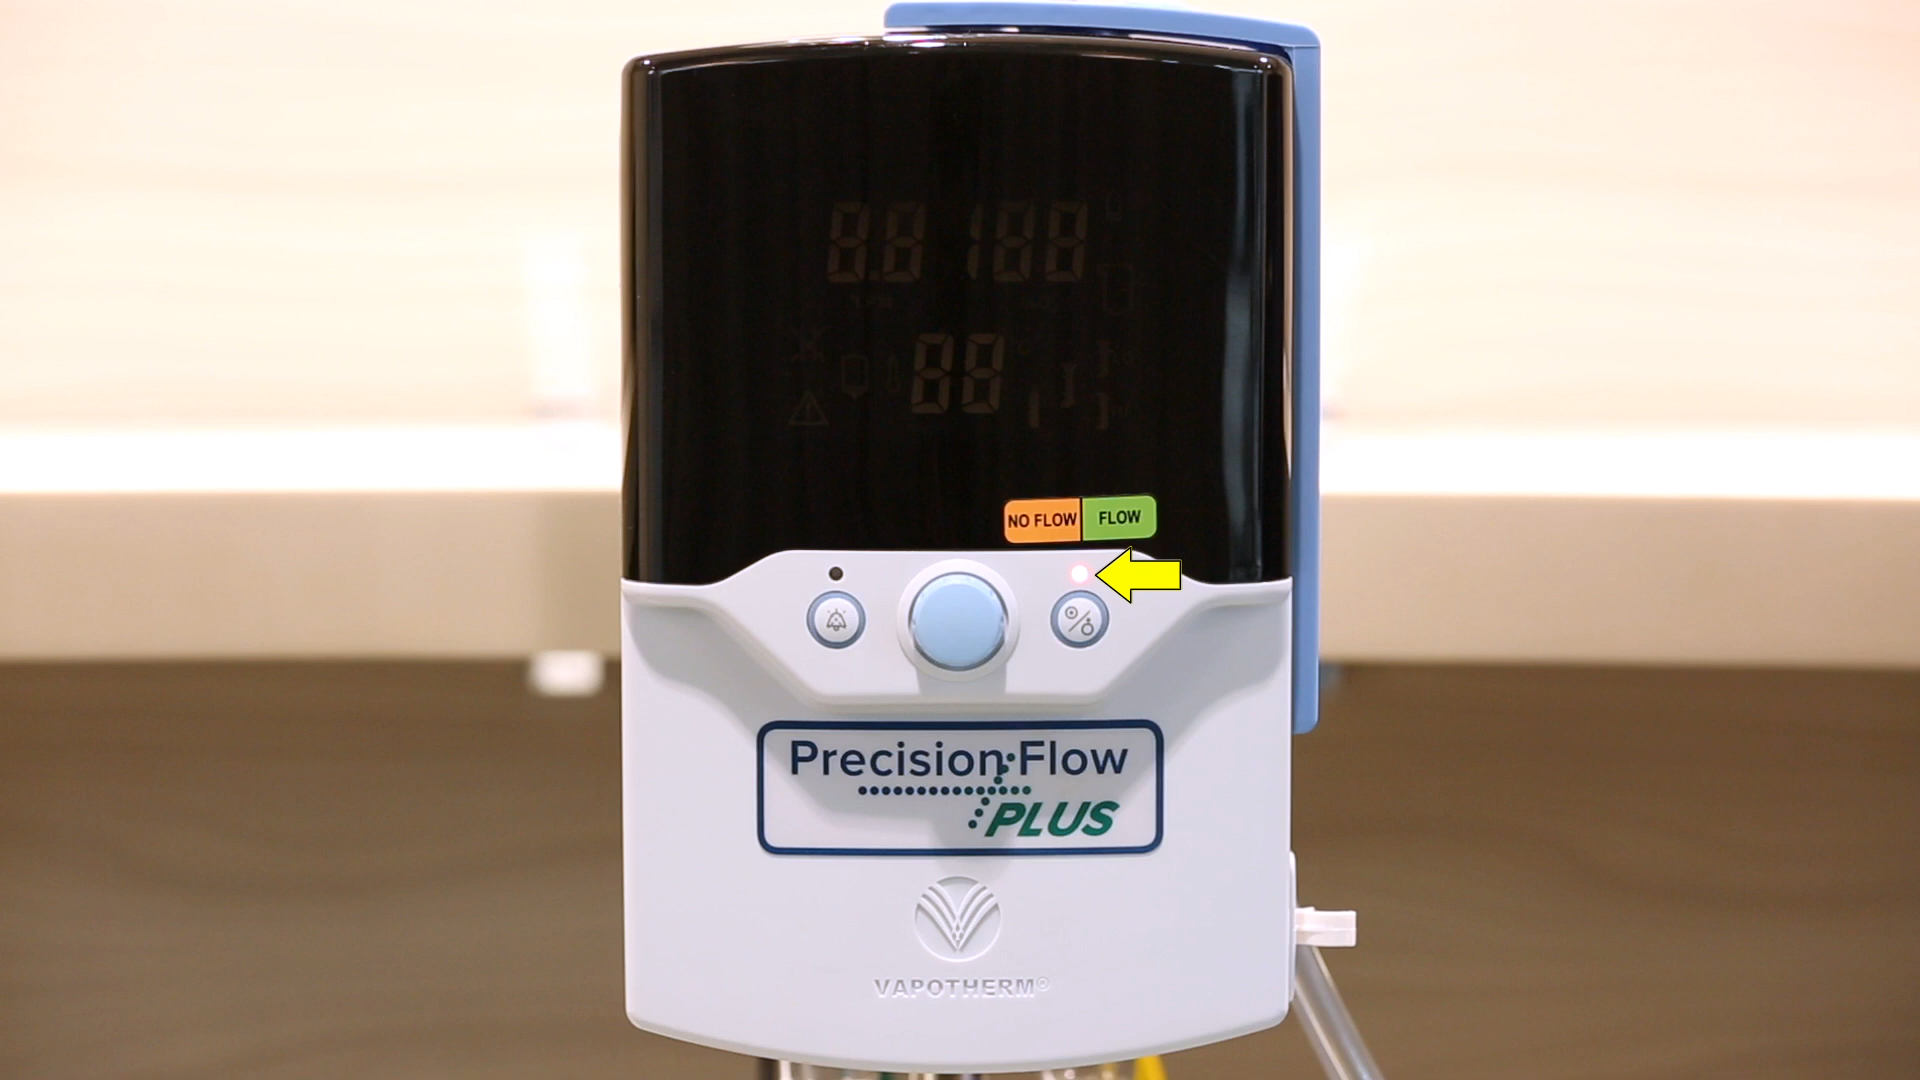 8.8 188
88
NO FLOW FLOW
Precision Flow
PLUS
VAPOTHERM®